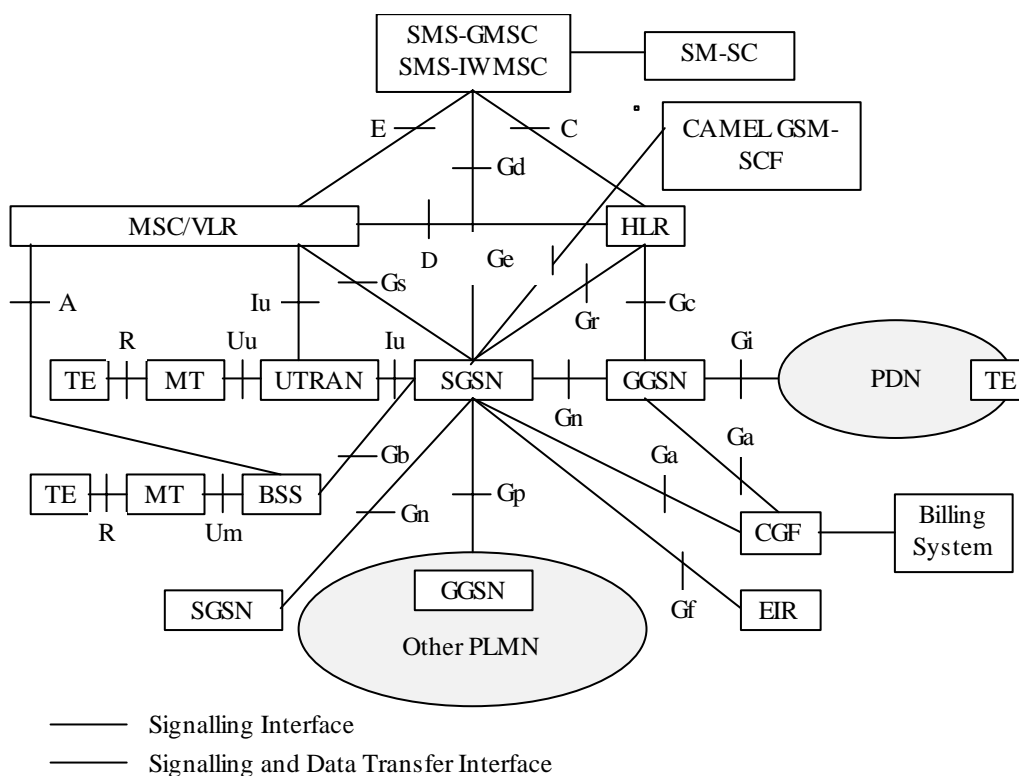 SMS-GMSC
SMS-IWMSC
SM-SC
E
C
CAMEL GSM-
SCF
Gd
MSC/VLR
HLR
D
Ge
A
Iu
Gs
Gr
Gc
R
Uu
Iu
Gi
TE
MT
UTRAN
SGSN
GGSN
PDN
TE
Gn
Gb
Ga
Ga
TE
MT
BSS
Gp
R
Um
Gn
CGF
Billing
System
SGSN
GGSN
Gf
EIR
Other PLMN
Signalling Interface
Signalling and Data Transfer Interface